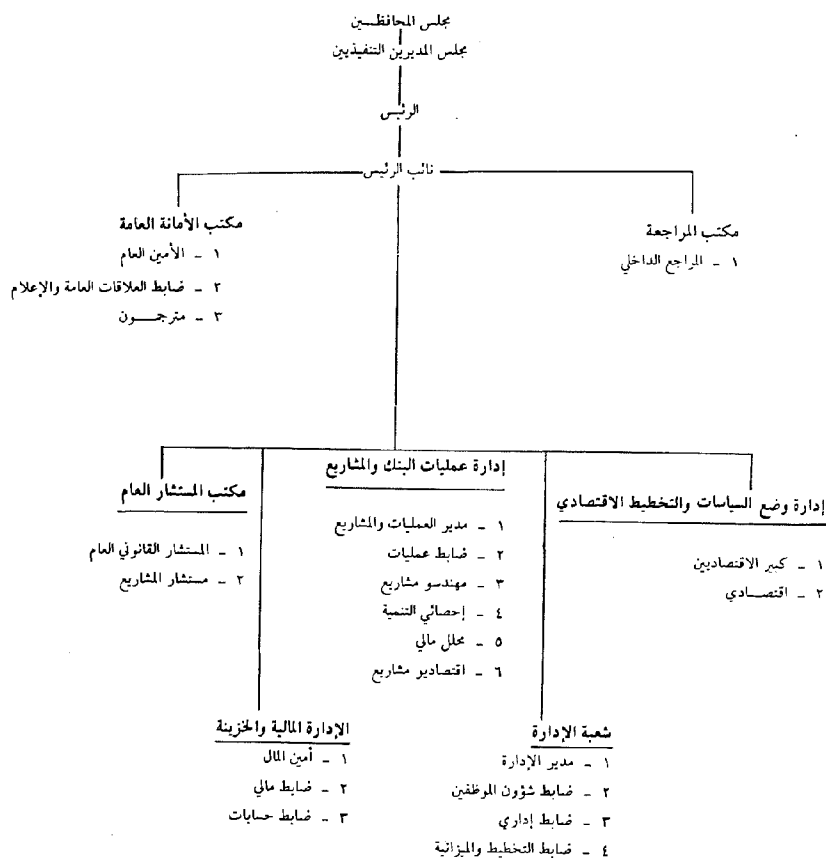 مجلس المحافظـــين
مجلس المديرين التنفيذيين
الرئيس
نائب الرئيس
مكتب المراجعة
١ - المراجع الداخلي
مكتب الأمانة العامة
١ - الأمين العام
٢ - ضابط العلاقات العامة والإعلام
٣ - مترجمـــــون
إدارة وضع السياسات والتخطيط الاقتصادي
١ - كبير الاقتصاديين
٢ - اقتصـــادي
إدارة عمليات البنك والمشاريع
١ - مدير العمليات والمشاريع
٢ - ضابط عمليات
٣ - مهندسو مشاريع
٤ - إحصائي التنمية
٥ - محلل مالي
٦ - اقتصاديو مشاريع
مكتب المستشار العام
١ - المستشار القانوني العام
٢ - مستشار المشاريع
شعبة الإدارة
١ - مدير الإدارة
٢ - ضابط شؤون الموظفين
٣ - ضابط إداري
٤ - ضابط التخطيط والميزانية
الإدارة المالية والخزينة
١ - أمين المال
٢ - ضابط مالي
٣ - ضابط حسابات